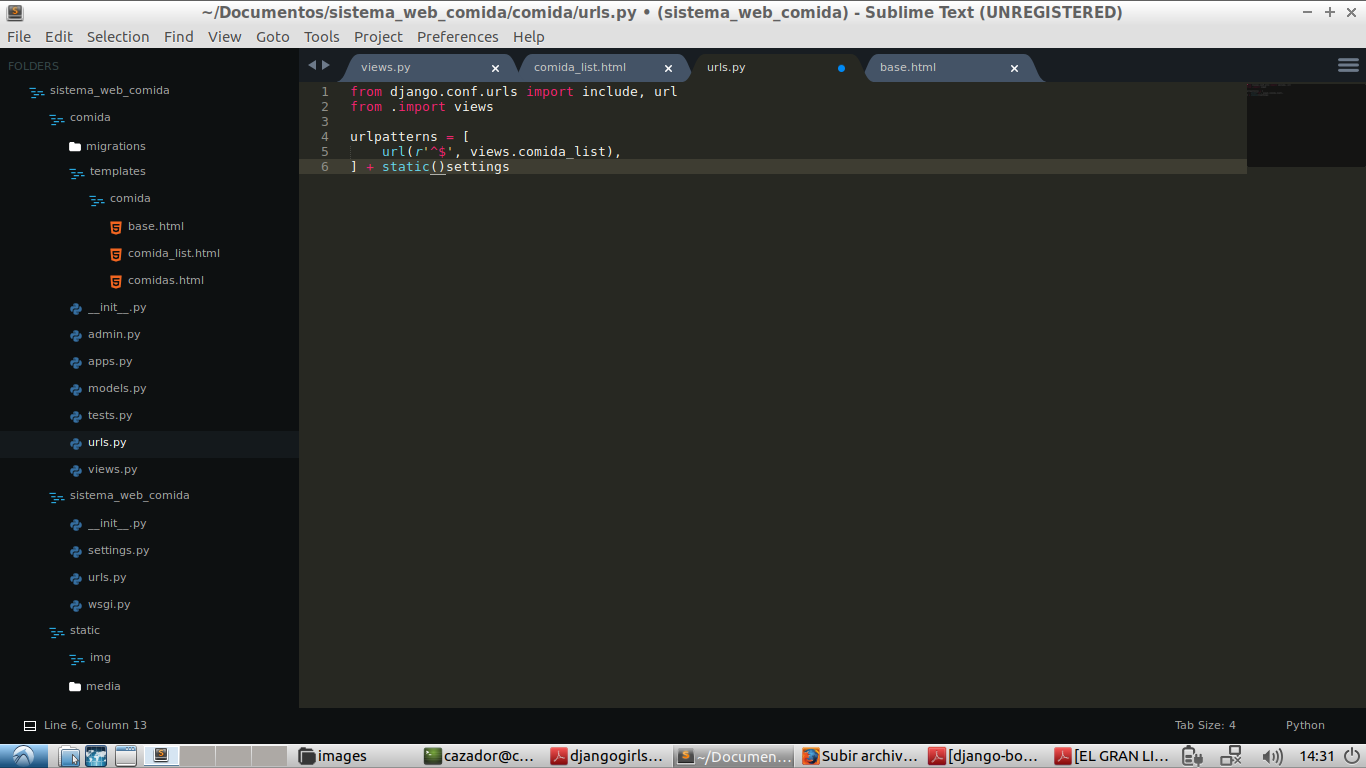 ~/Documentos/sistema_web_comida/comida/urls.py • (sistema_web_comida) - Sublime Text (UNREGISTERED)
File Edit Selection Find View Goto Tools Project Preferences Help
FOLDERS
sistema_web_comida
comida
migrations
templates
comida
base.html
comida_list.html
comidas.html
__init__.py
admin.py
apps.py
models.py
tests.py
urls.py
views.py
sistema_web_comida
__init__.py
settings.py
urls.py
wsgi.py
static
img
media
views.py comida_list.html urls.py base.html
1 from django.conf.urls import include, url
2 from .import views
3
4 urlpatterns = [
5 url(r'^$', views.comida_list),
6 ] + static()settings
Line 6, Column 13 Tab Size: 4 Python
images cazador@c... djangogirls... ~/Documen... Subir archiv... [django-bo... [EL GRAN LI... 14:31